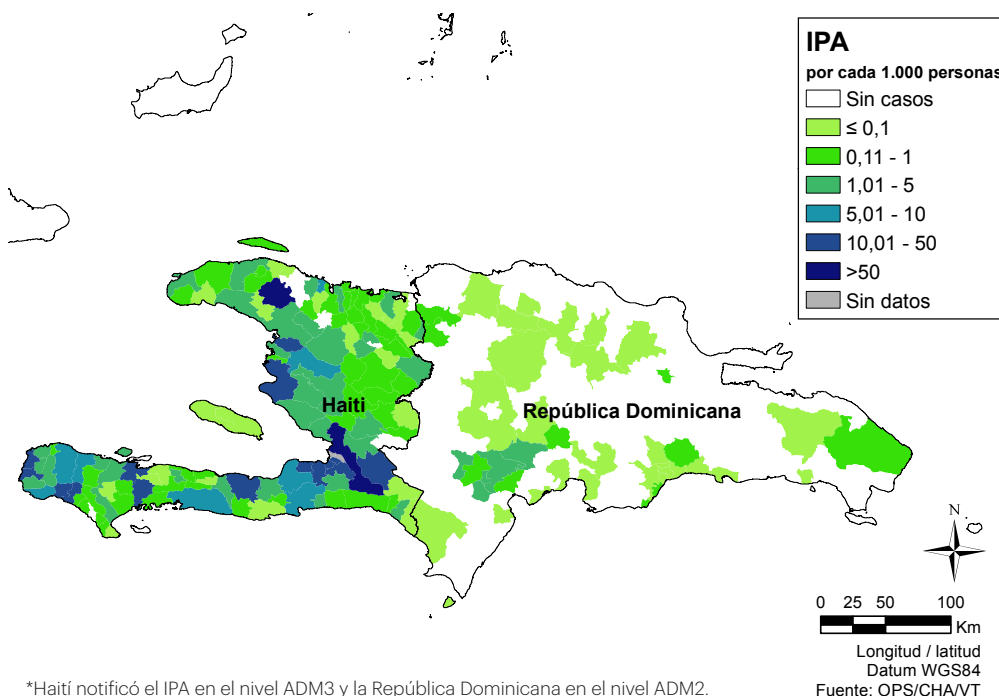 IPA
por cada 1.000 personas
Sin casos
≤ 0,1
0,11 - 1
1,01 - 5
5,01 - 10
10,01 - 50
>50
Sin datos
Haiti
República Dominicana
N
0 25 50 100
Km
Longitud / latitud
Datum WGS84
Fuente: OPS/CHA/VT
*Haití notificó el IPA en el nivel ADM3 y la República Dominicana en el nivel ADM2.